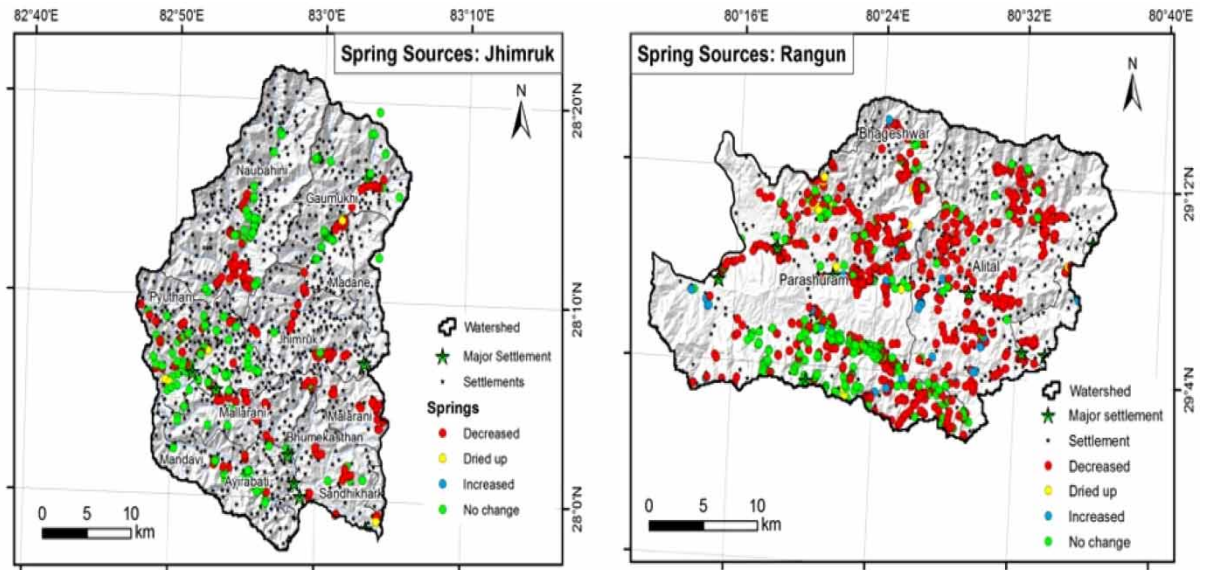 82°40'E 82°50'E 83°0'E 83°10'E
Spring Sources: Jhimruk
N
28°20'N
Naubahini
Gaumukhi
Madane
Pyuthan
28°10'N
Jhimruk
Watershed
Major Settlement
Settlements
Springs
Mallarani
Malarani
Decreased
Bhumekasthan
Dried up
Mandavi
Increased
Ayirabati
Sandhikhark
No change
28°0'N
0 5 10
km
80°16'E 80°24'E 80°32'E 80°40'E
Spring Sources: Rangun
N
Bhageshwar
29°12'N
Parashuram
Alital
29°4'N
Watershed
Major settlement
Settlement
Decreased
Dried up
Increased
No change
0 5 10
km